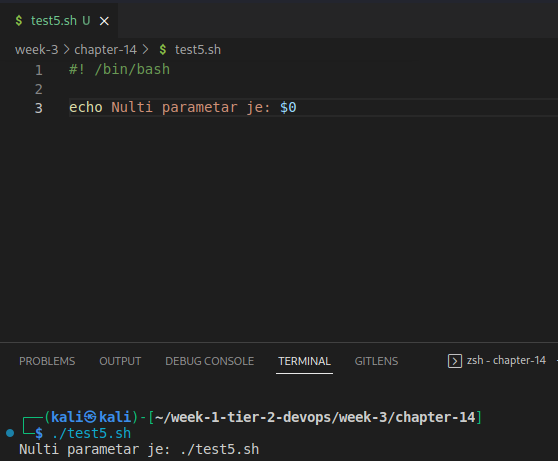 $ test5.sh U ×
week-3 > chapter-14 > $ test5.sh
1 #! /bin/bash
2
3 echo Nulti parametar je: $0
PROBLEMS OUTPUT DEBUG CONSOLE TERMINAL GITLENS zsh - chapter-14
┌──(kali㉿kali)-[~/week-1-tier-2-devops/week-3/chapter-14]
└─$ ./test5.sh
Nulti parametar je: ./test5.sh